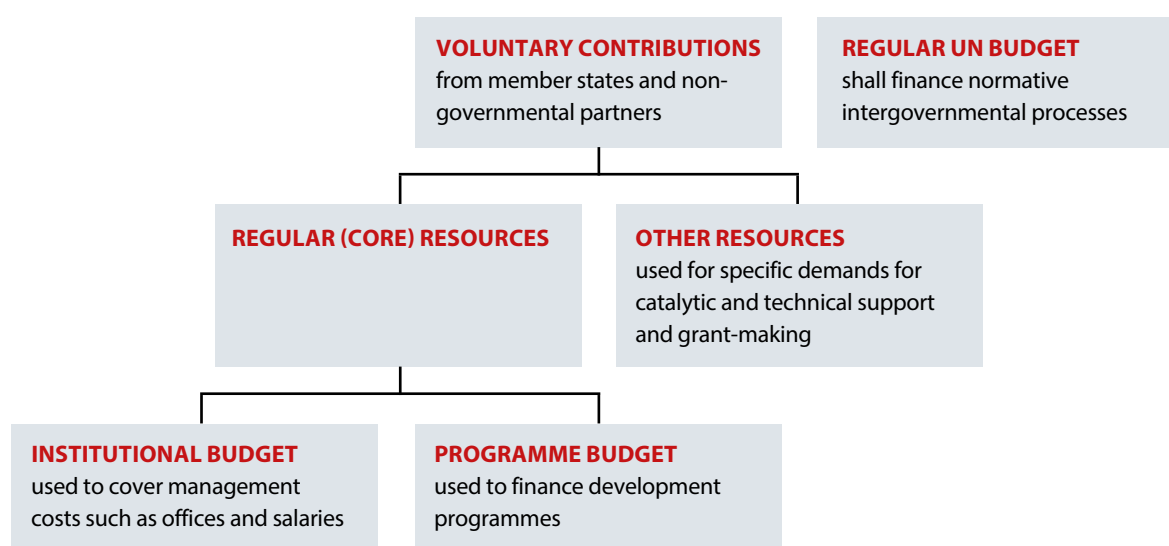 VOLUNTARY CONTRIBUTIONS
from member states and non-
governmental partners
REGULAR UN BUDGET
shall finance normative
intergovernmental processes
REGULAR (CORE) RESOURCES
OTHER RESOURCES
used for specific demands for
catalytic and technical support
and grant-making
INSTITUTIONAL BUDGET
used to cover management
costs such as offices and salaries
PROGRAMME BUDGET
used to finance development
programmes